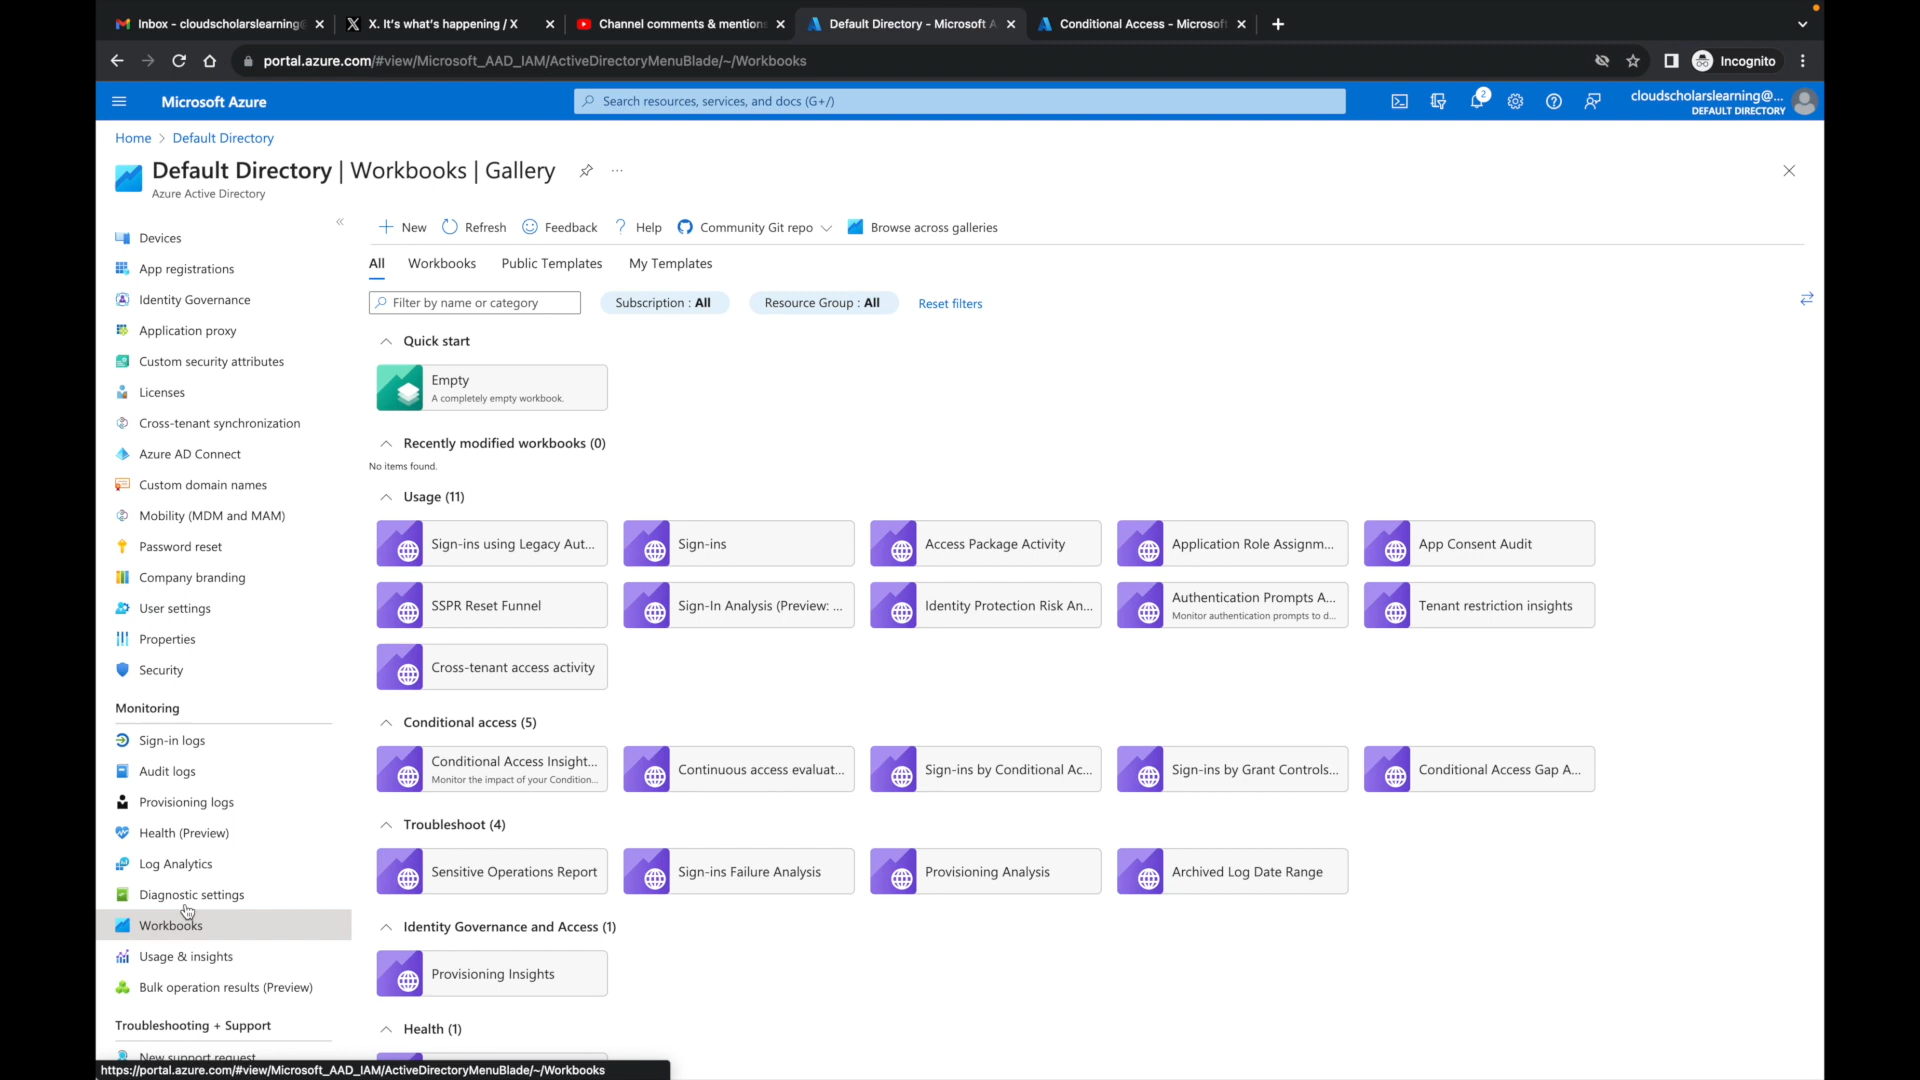 Inbox - cloudscholarslearning@
X. It's what's happening / X
Channel comments & mentions
Default Directory - Microsoft A
Conditional Access - Microsoft
portal.azure.com/#view/Microsoft_AAD_IAM/ActiveDirectoryMenuBlade/~/Workbooks
Incognito
Microsoft Azure
Search resources, services, and docs (G+/)
2
cloudscholarslearning@...
DEFAULT DIRECTORY
Home > Default Directory
Default Directory | Workbooks | Gallery
Azure Active Directory
Devices
App registrations
Identity Governance
Application proxy
Custom security attributes
Licenses
Cross-tenant synchronization
Azure AD Connect
Custom domain names
Mobility (MDM and MAM)
Password reset
Company branding
User settings
Properties
Security
Monitoring
Sign-in logs
Audit logs
Provisioning logs
Health (Preview)
Log Analytics
Diagnostic settings
Workbooks
Usage & insights
Bulk operation results (Preview)
Troubleshooting + Support
New support request
New Refresh Feedback Help Community Git repo Browse across galleries
All Workbooks Public Templates My Templates
Filter by name or category
Subscription : All
Resource Group : All
Reset filters
Quick start
Empty
A completely empty workbook.
Recently modified workbooks (0)
No items found.
Usage (11)
Sign-ins using Legacy Aut...
Sign-ins
Access Package Activity
Application Role Assignm...
App Consent Audit
SSPR Reset Funnel
Sign-In Analysis (Preview: ...
Identity Protection Risk An...
Authentication Prompts A...
Monitor authentication prompts to d...
Tenant restriction insights
Cross-tenant access activity
Conditional access (5)
Conditional Access Insight...
Monitor the impact of your Condition...
Continuous access evaluat...
Sign-ins by Conditional Ac...
Sign-ins by Grant Controls...
Conditional Access Gap A...
Troubleshoot (4)
Sensitive Operations Report
Sign-ins Failure Analysis
Provisioning Analysis
Archived Log Date Range
Identity Governance and Access (1)
Provisioning Insights
Health (1)
https://portal.azure.com/#view/Microsoft_AAD_IAM/ActiveDirectoryMenuBlade/~/Workbooks